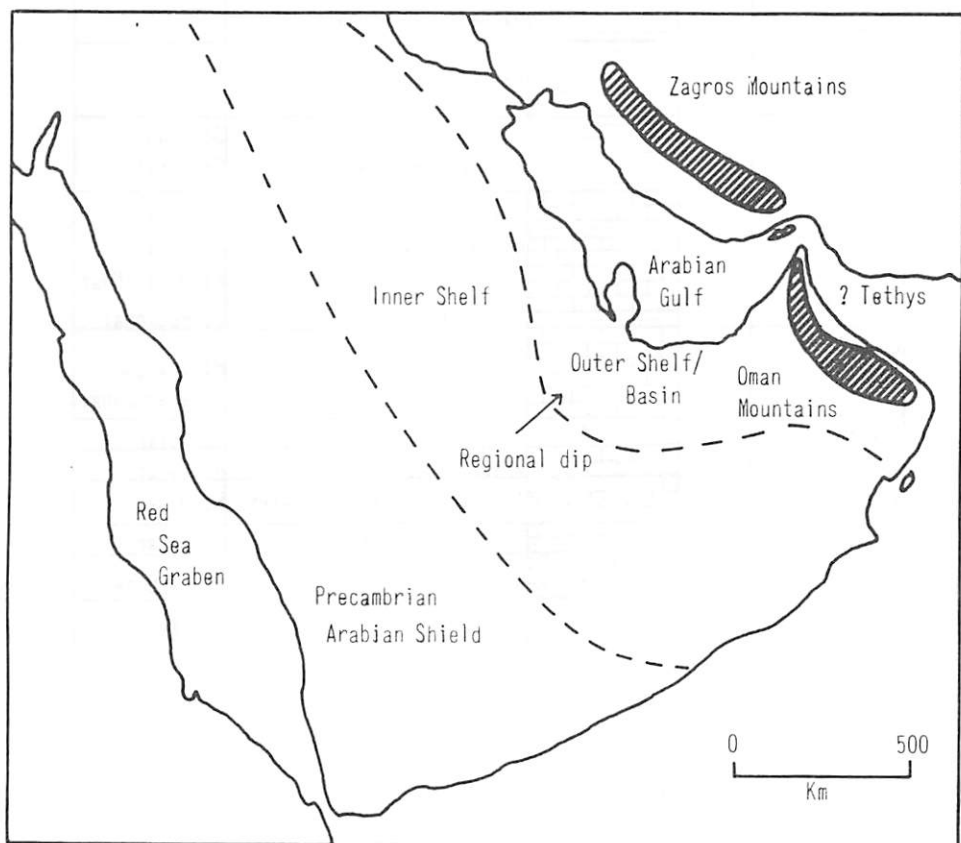 Zagros Mountains
Arabian
Gulf
? Tethys
Inner Shelf
Outer Shelf/
Basin
Oman
Mountains
Regional dip
Red
Sea
Graben
Precambrian
Arabian Shield
0 500
Km